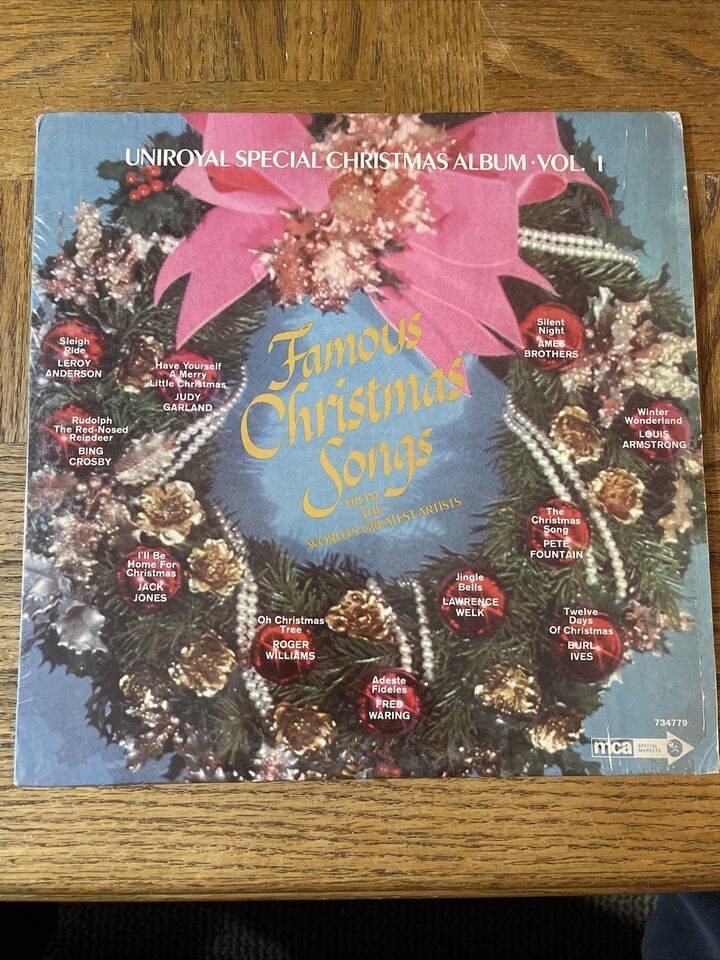 UNIROYAL SPECIAL CHRISTMAS ALBUM · VOL. 1
Famous
Christmas
Songs
FROM
THE
WORLD'S GREATEST ARTISTS
Sleigh
Ride
LEROY
ANDERSON
Have Yourself
A Merry
Little Christmas
JUDY
GARLAND
Rudolph
The Red-Nosed
Reindeer
BING
CROSBY
I'll Be
Home For
Christmas
JACK
JONES
Oh Christmas
Tree
ROGER
WILLIAMS
Adeste
Fideles
FRED
WARING
Jingle
Bells
LAWRENCE
WELK
Twelve
Days
Of Christmas
BURL
IVES
The
Christmas
Song
PETE
FOUNTAIN
Winter
Wonderland
LOUIS
ARMSTRONG
Silent
Night
AMES
BROTHERS
734779
mca
SPECIAL
MARKETS